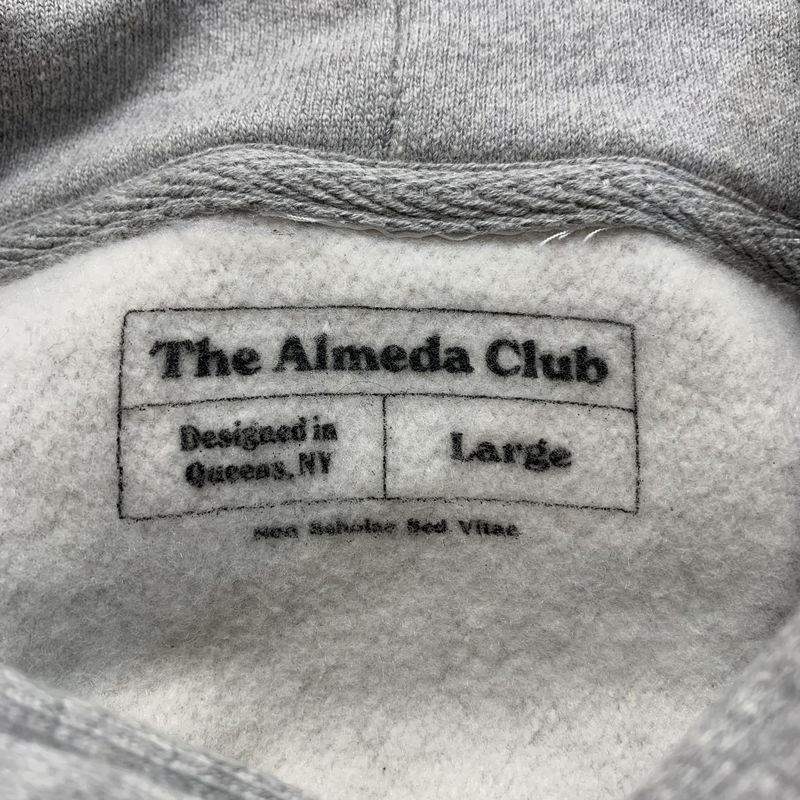 The Almeda Club
Designed in
Queens, NY
Large
Non Scholae Sed Vitae